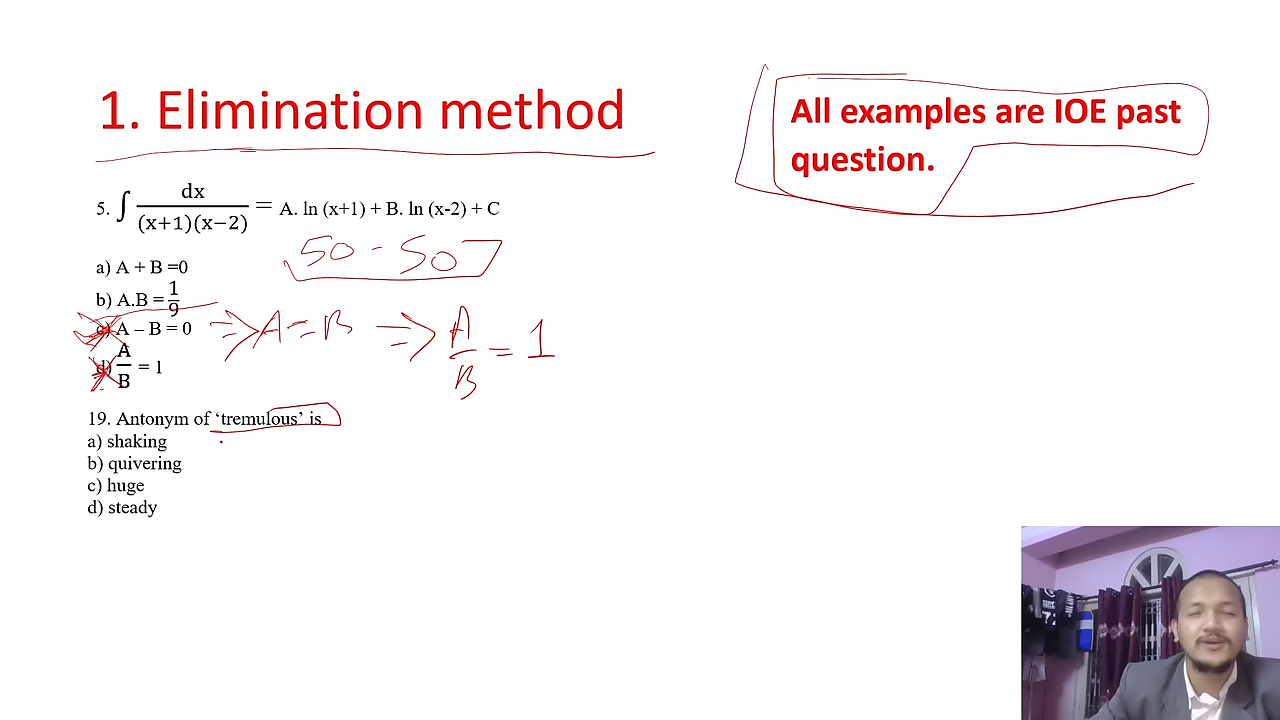 1. Elimination method
All examples are IOE past
question.
5. ∫ dx/((x+1)(x−2)) = A. ln (x+1) + B. ln (x-2) + C
50 - 50
a) A + B =0
b) A.B = 1/9
c) A – B = 0 => A = B => A/B = 1
d) A/B = 1
19. Antonym of ‘tremulous’ is
a) shaking
b) quivering
c) huge
d) steady